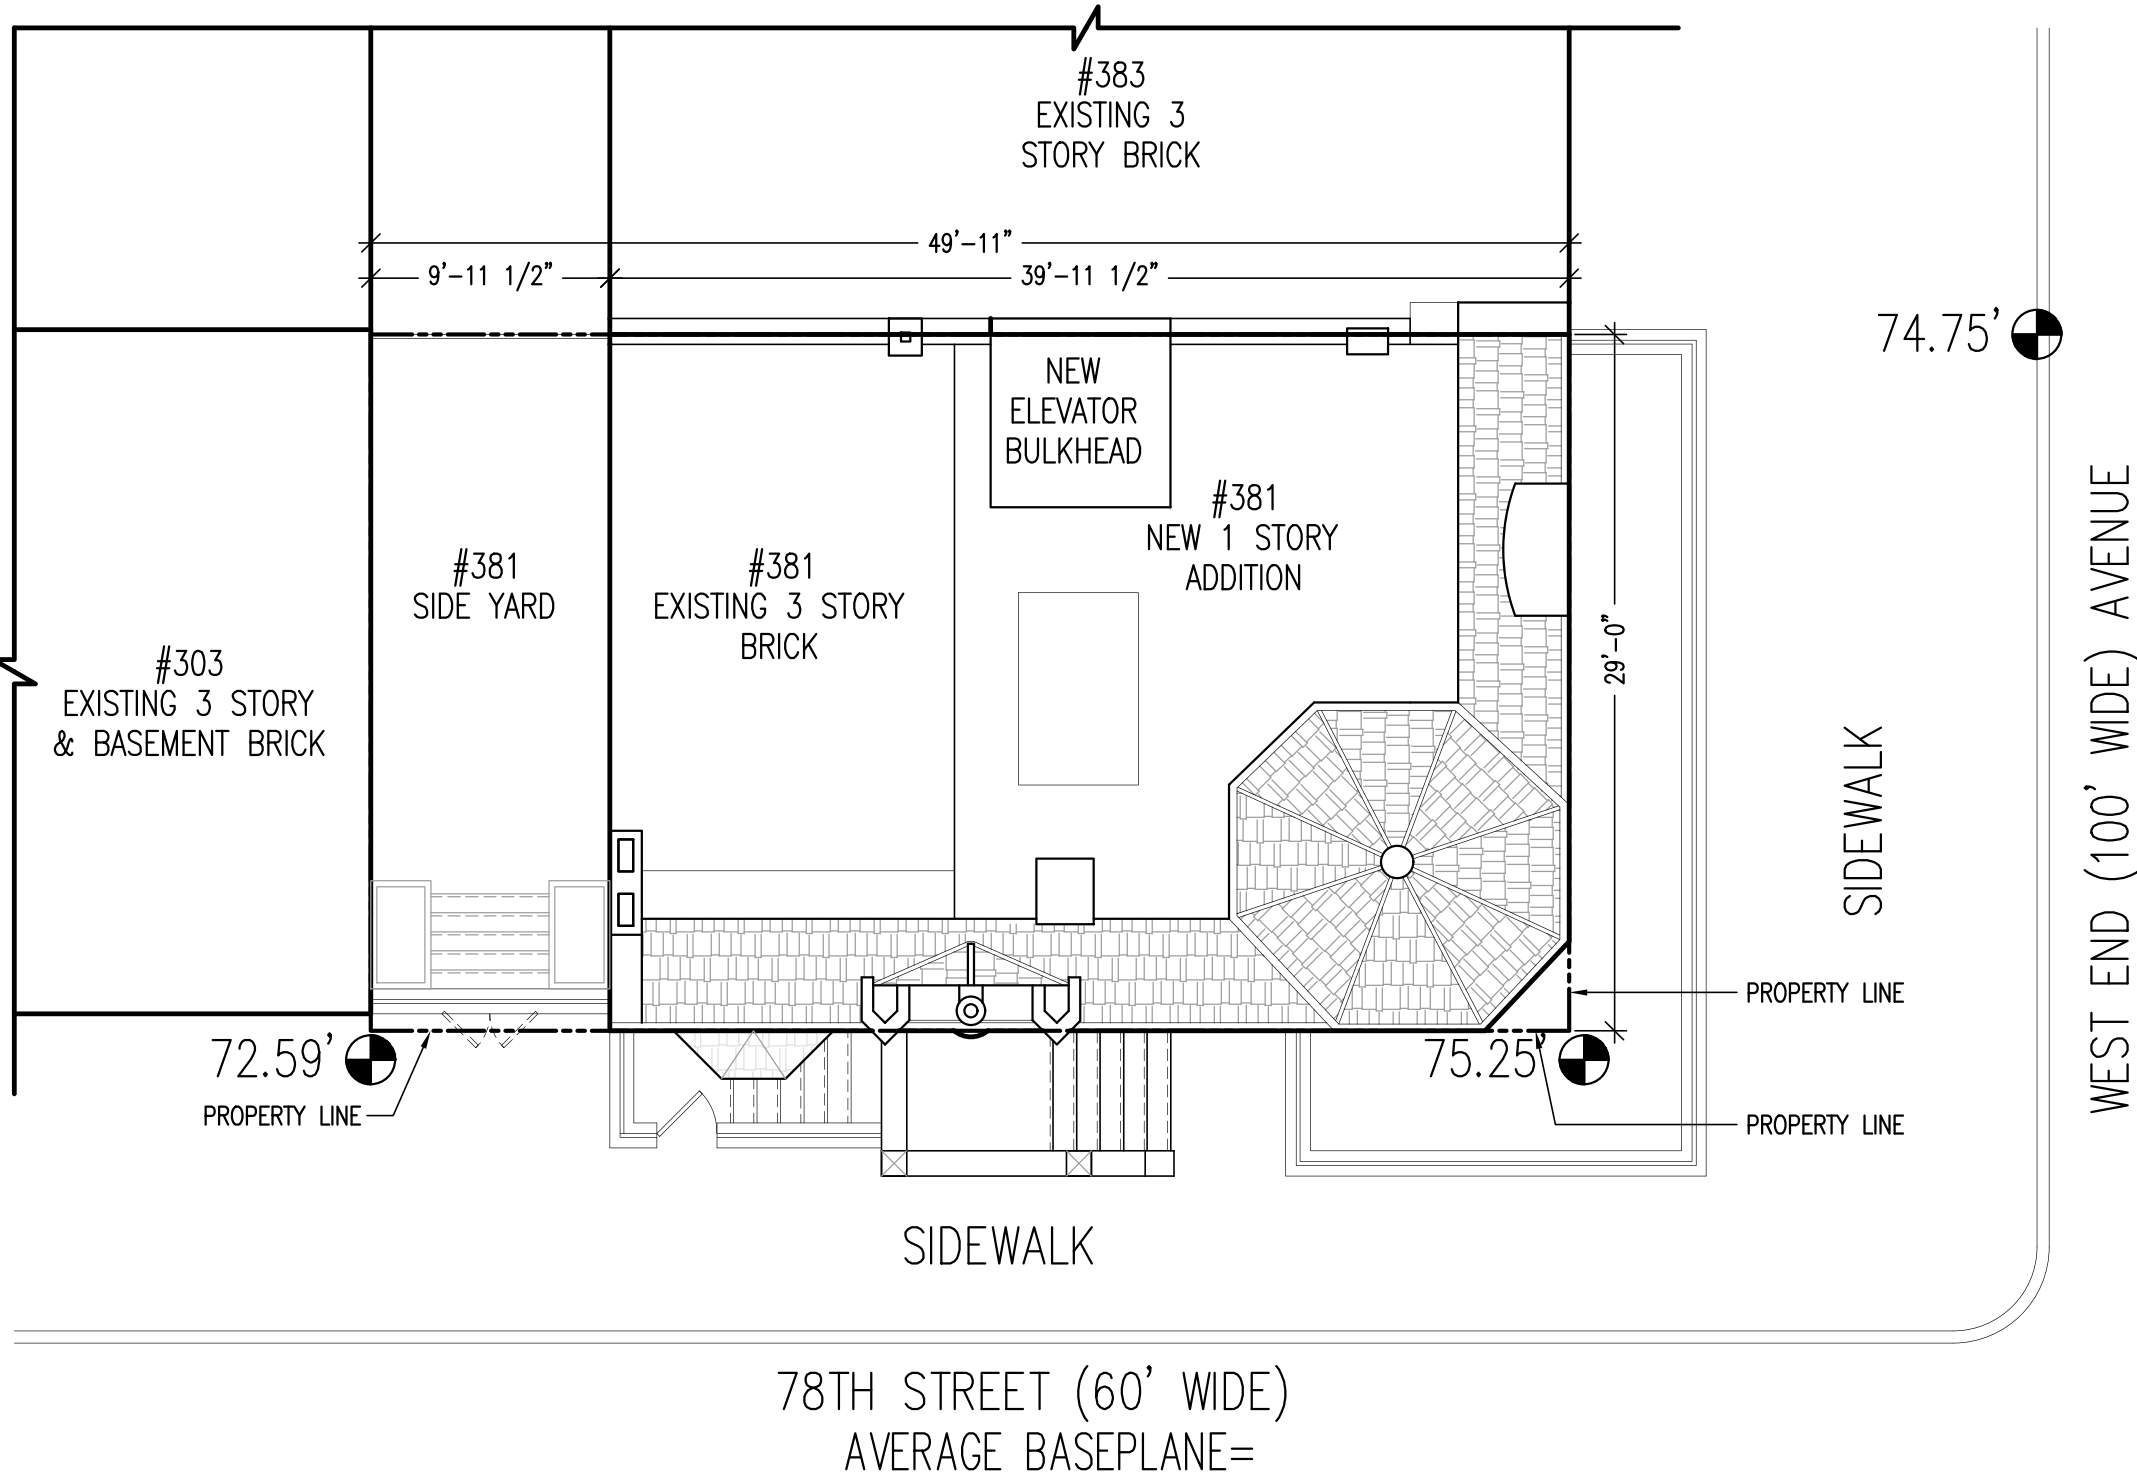 #383
EXISTING 3
STORY BRICK
49'-11"
9'-11 1/2"
39'-11 1/2"
74.75'
NEW
ELEVATOR
BULKHEAD
#381
NEW 1 STORY
ADDITION
#381
SIDE YARD
#381
EXISTING 3 STORY
BRICK
#303
EXISTING 3 STORY
& BASEMENT BRICK
29'-0"
SIDEWALK
WEST END (100' WIDE) AVENUE
PROPERTY LINE
72.59'
75.25'
PROPERTY LINE
PROPERTY LINE
SIDEWALK
78TH STREET (60' WIDE)
AVERAGE BASEPLANE=